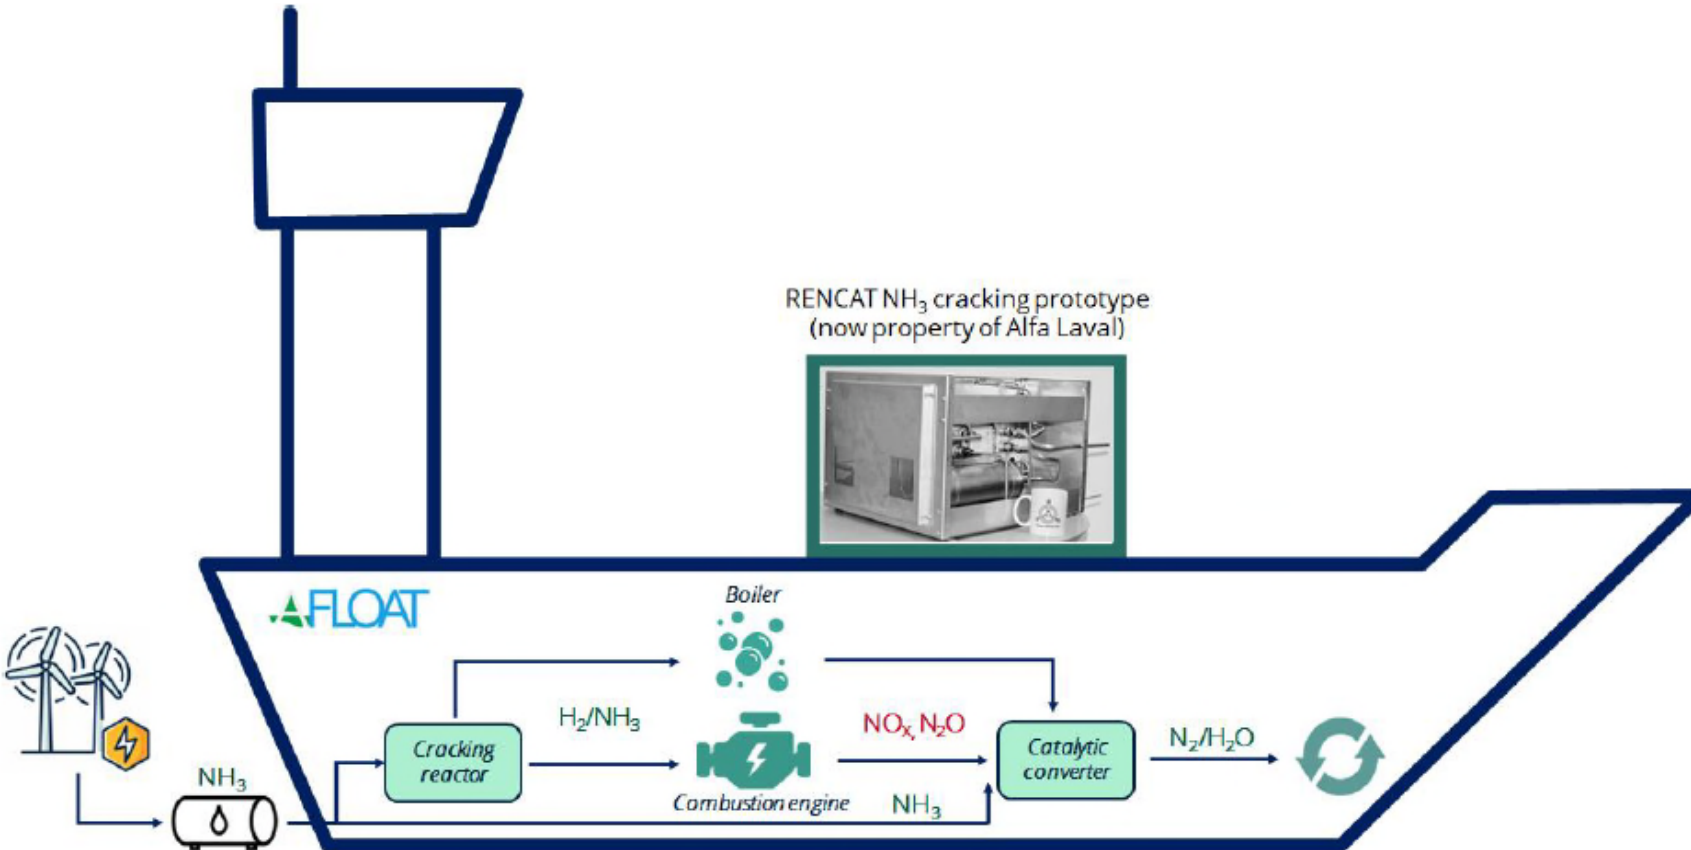 RENCAT NH₃ cracking prototype
(now property of Alfa Laval)
AFLOAT
Boiler
H₂/NH₃
NOₓ, N₂O
Cracking
reactor
Catalytic
converter
N₂/H₂O
NH₃
Combustion engine
NH₃